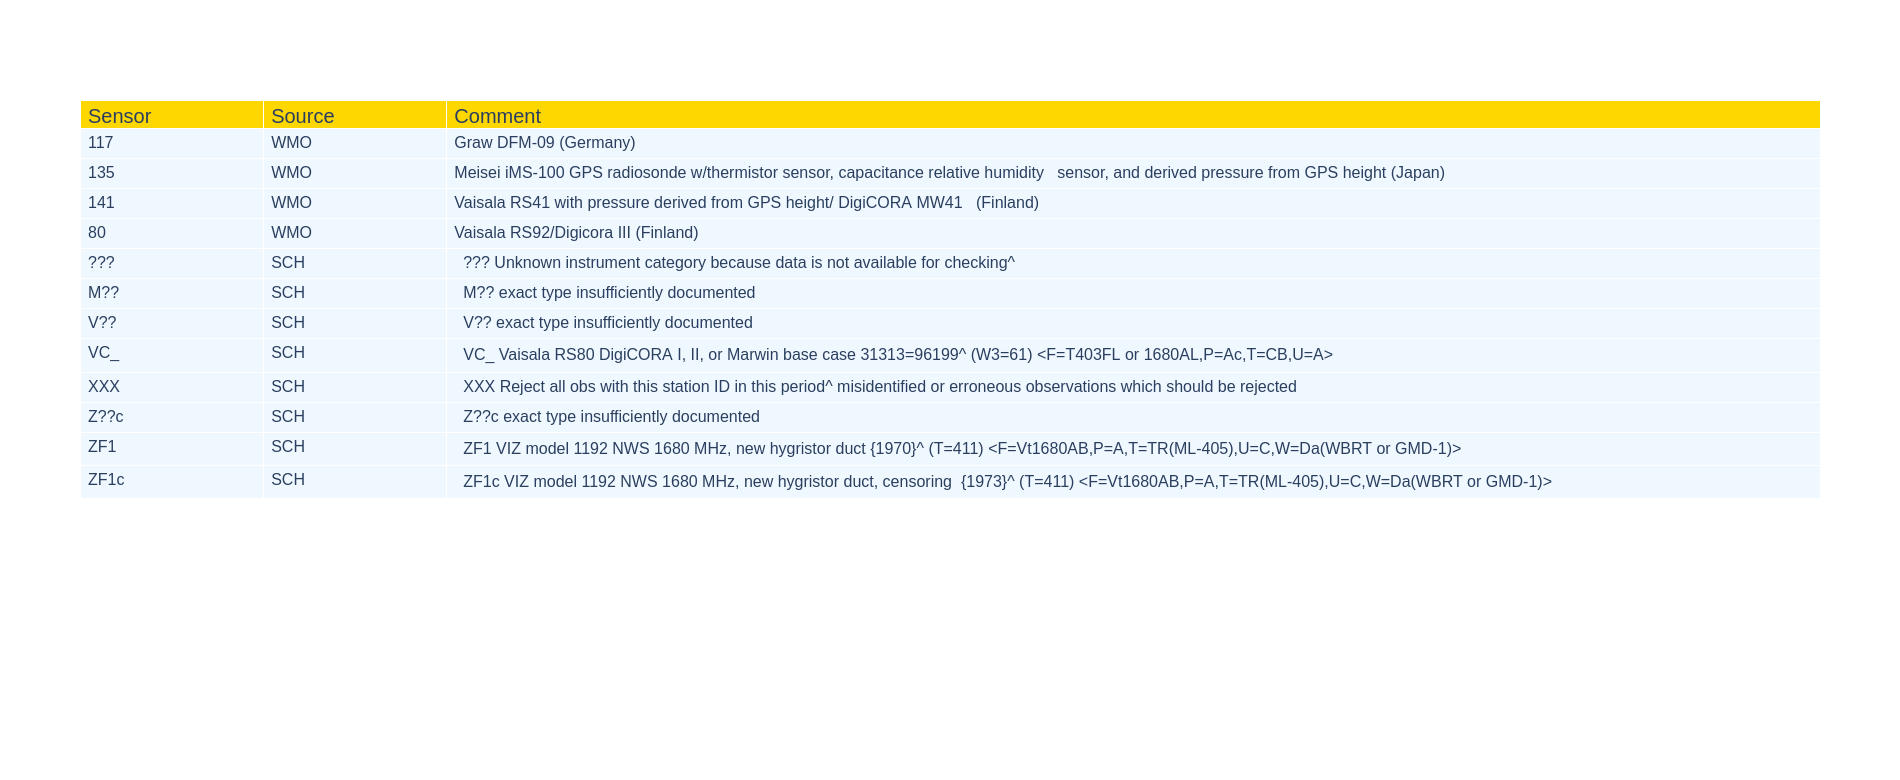 Sensor Source Comment
117 WMO Graw DFM-09 (Germany)
135 WMO Meisei iMS-100 GPS radiosonde w/thermistor sensor, capacitance relative humidity   sensor, and derived pressure from GPS height (Japan)
141 WMO Vaisala RS41 with pressure derived from GPS height/ DigiCORA MW41   (Finland)
80 WMO Vaisala RS92/Digicora III (Finland)
??? SCH ??? Unknown instrument category because data is not available for checking^
M?? SCH M?? exact type insufficiently documented
V?? SCH V?? exact type insufficiently documented
VC_ SCH VC_ Vaisala RS80 DigiCORA I, II, or Marwin base case 31313=96199^ (W3=61) <F=T403FL or 1680AL,P=Ac,T=CB,U=A>
XXX SCH XXX Reject all obs with this station ID in this period^ misidentified or erroneous observations which should be rejected
Z??c SCH Z??c exact type insufficiently documented
ZF1 SCH ZF1 VIZ model 1192 NWS 1680 MHz, new hygristor duct {1970}^ (T=411) <F=Vt1680AB,P=A,T=TR(ML-405),U=C,W=Da(WBRT or GMD-1)>
ZF1c SCH ZF1c VIZ model 1192 NWS 1680 MHz, new hygristor duct, censoring  {1973}^ (T=411) <F=Vt1680AB,P=A,T=TR(ML-405),U=C,W=Da(WBRT or GMD-1)>